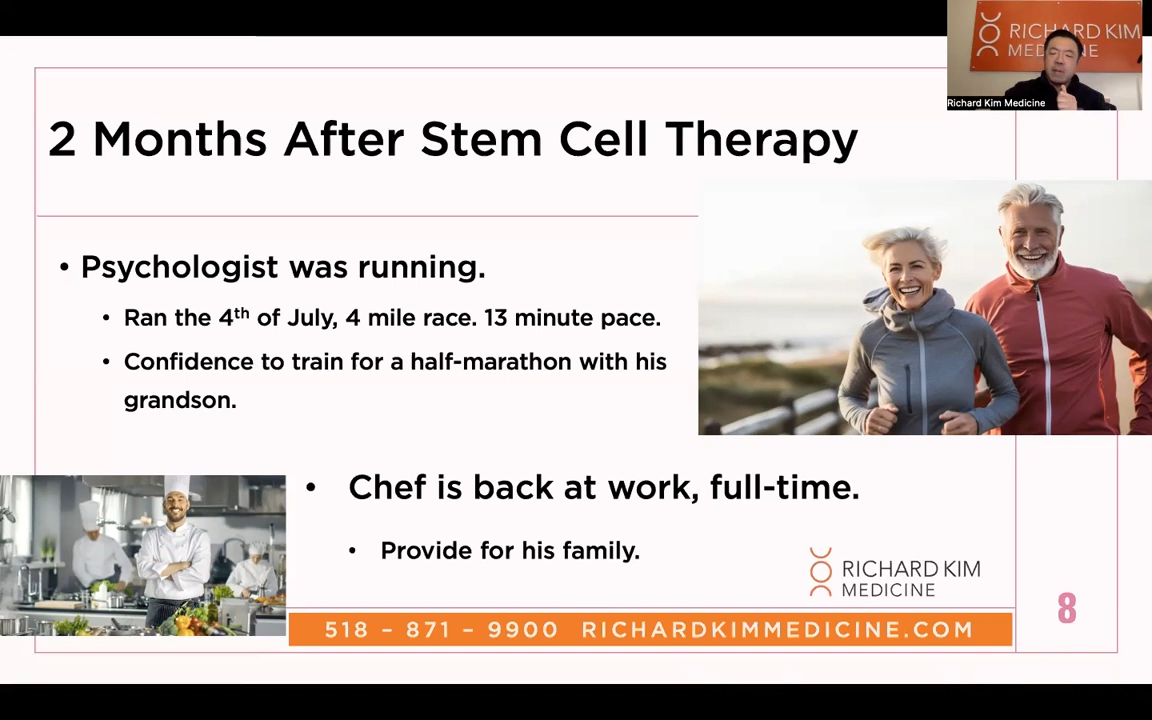 RICHARD KIM
MEDICINE
Richard Kim Medicine
2 Months After Stem Cell Therapy
• Psychologist was running.
• Ran the 4th of July, 4 mile race. 13 minute pace.
• Confidence to train for a half-marathon with his
grandson.
• Chef is back at work, full-time.
• Provide for his family.
RICHARD KIM
MEDICINE
8
518 – 871 – 9900 RICHARDKIMMEDICINE.COM